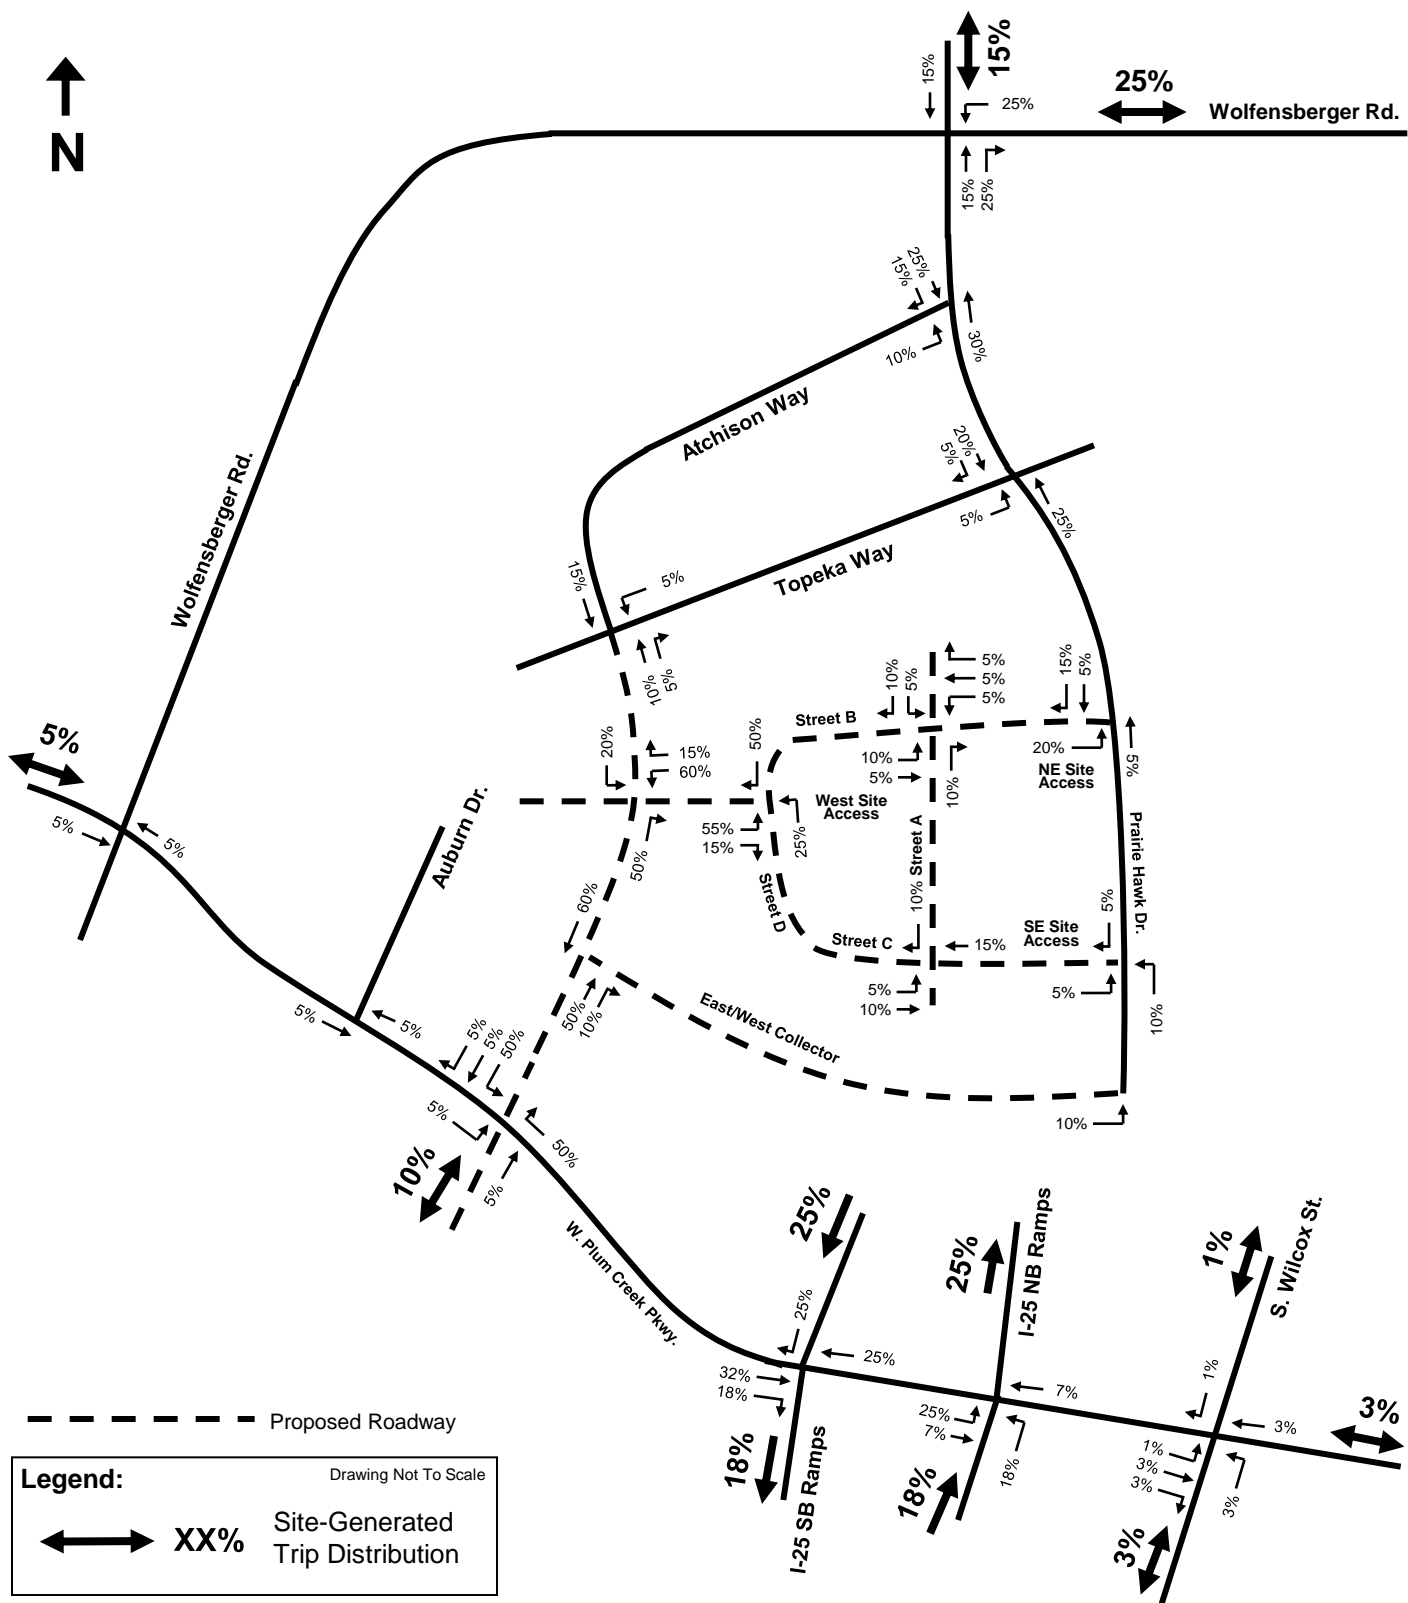 15%
15%
25%
25%
Wolfensberger Rd.
N
15%
25%
25%
15%
10%
30%
Atchison Way
20%
5%
5%
25%
Topeka Way
Wolfensberger Rd.
15%
5%
10%
5%
5%
5%
5%
10%
5%
15%
5%
Street B
10%
5%
10%
20%
NE Site
Access
5%
5%
20%
15%
60%
50%
West Site
Access
55%
15%
25%
50%
Street A
Street D
Prairie Hawk Dr.
5%
5%
Auburn Dr.
60%
10%
Street C
15%
SE Site
Access
5%
5%
10%
5%
10%
50%
10%
East/West Collector
10%
5%
5%
5%
5%
50%
5%
50%
5%
10%
W. Plum Creek Pkwy.
25%
25%
32%
18%
25%
18%
I-25 SB Ramps
25%
I-25 NB Ramps
7%
25%
7%
18%
18%
1%
S. Wilcox St.
1%
3%
3%
1%
3%
3%
3%
3%
Proposed Roadway
Legend:
Drawing Not To Scale
XX%
Site-Generated
Trip Distribution